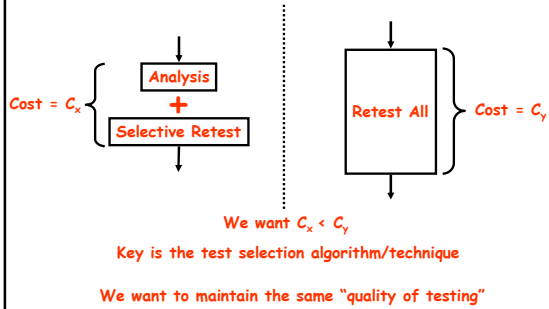 Analysis
Cost = Cx
+
Selective Retest
Retest All
Cost = Cy
We want Cx < Cy
Key is the test selection algorithm/technique
We want to maintain the same “quality of testing”